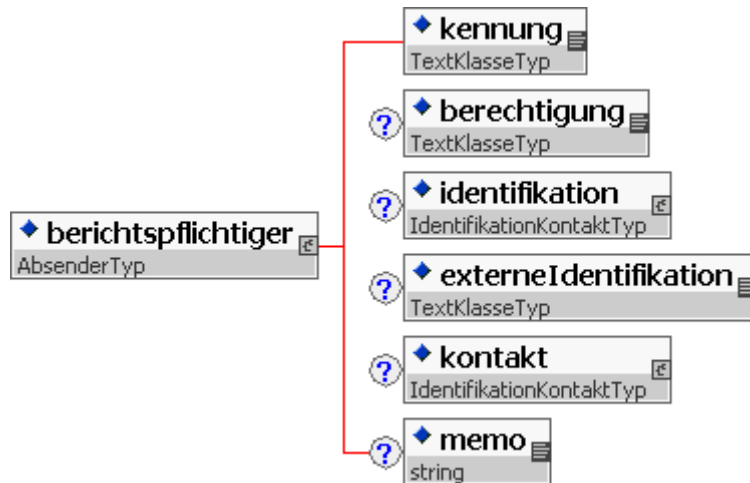 kennung
TextKlasseTyp
?
berechtigung
TextKlasseTyp
?
identifikation
IdentifikationKontaktTyp
berichtspflichtiger
AbsenderTyp
?
externeIdentifikation
TextKlasseTyp
?
kontakt
IdentifikationKontaktTyp
?
memo
string